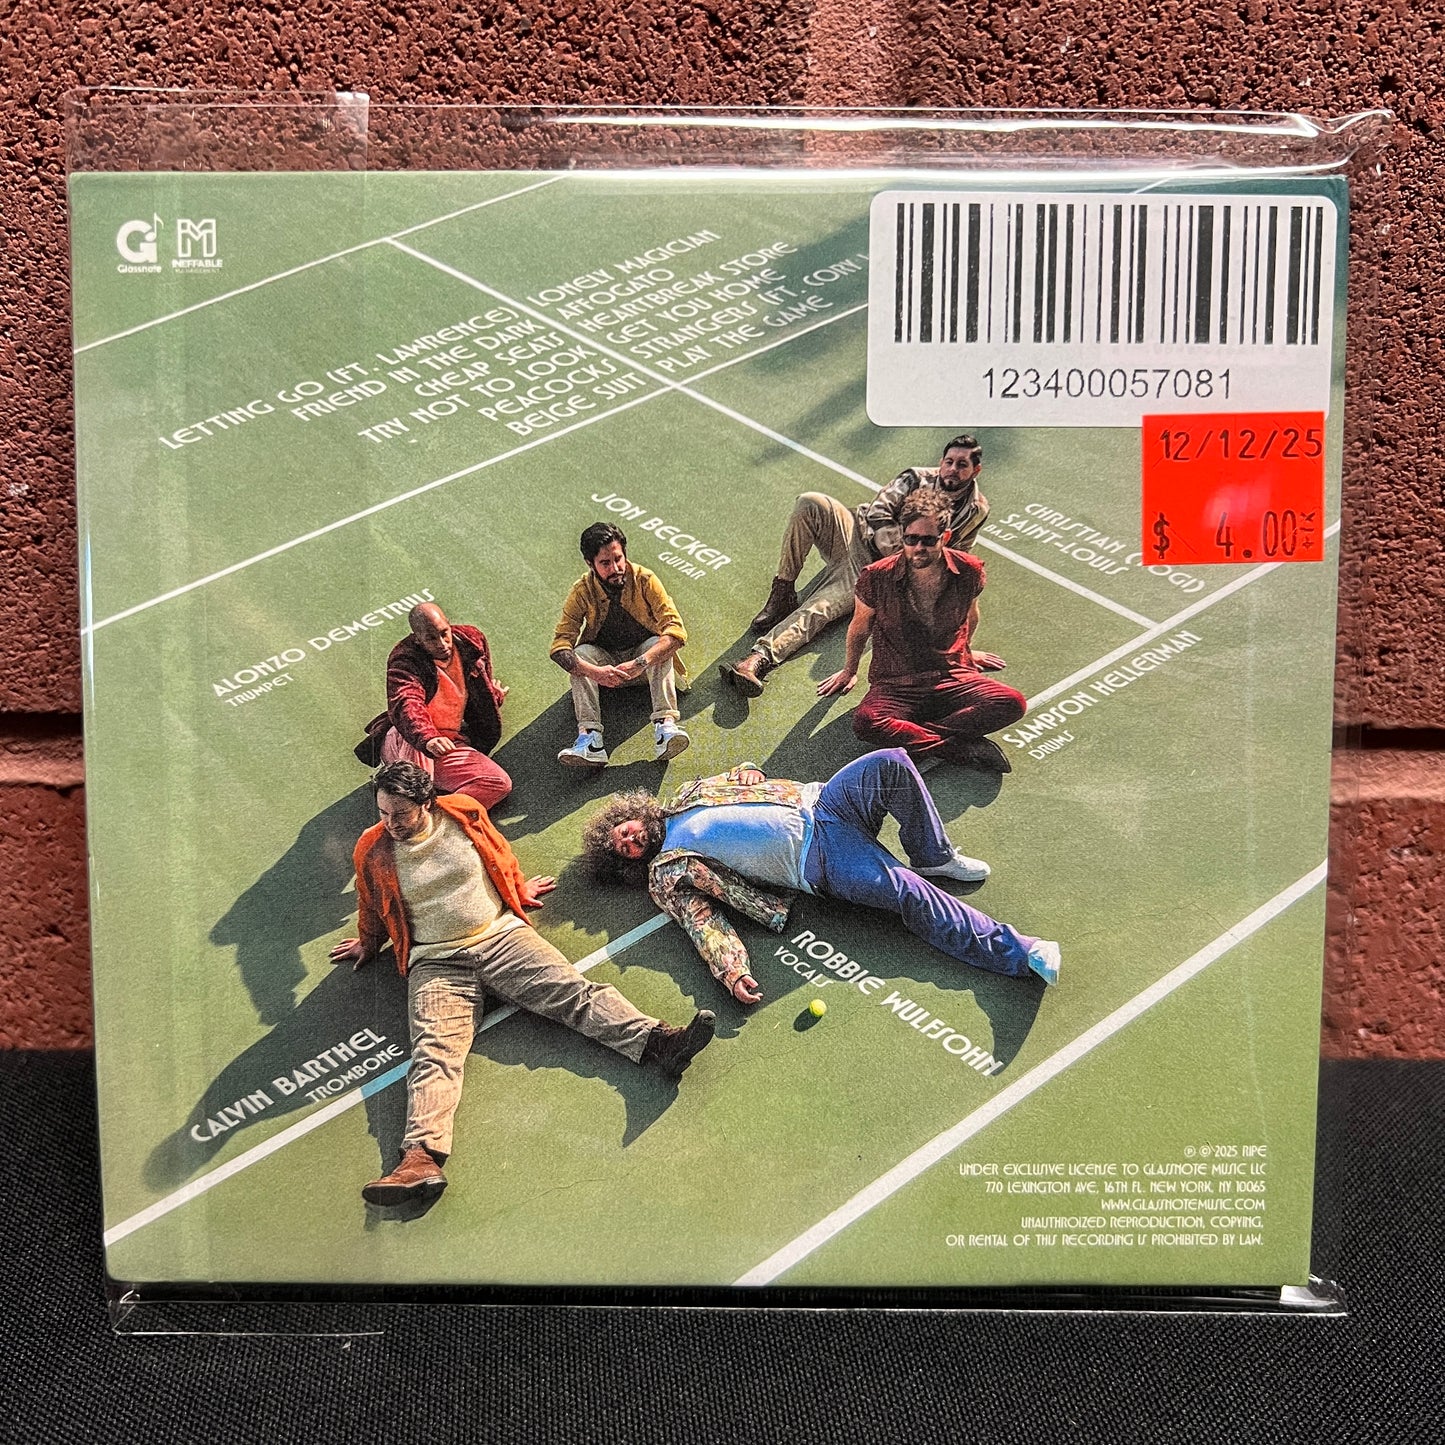 Glassnote
INEFFABLE
MANAGEMENT
LETTING GO (FT. LAWRENCE)
FRIEND IN THE DARK
CHEAP SEATS
TRY NOT TO LOOK
PEACOCKS
BEIGE SUIT
LONELY MAGICIAN
AFFOGATO
HEARTBREAK STORE
GET YOU HOME
STRANGERS (FT. CORY
PLAY THE GAME
123400057081
12/12/25
$ 4.00
+TX
JON BECKER
GUITAR
CHRISTIAN
SAINT-LOUIS
BASS
ALONZO DEMETRIUS
TRUMPET
SAMPSON HELLERMAN
DRUMS
ROBBIE WULFSOHN
VOCALS
CALVIN BARTHEL
TROMBONE
℗ © 2025 RIPE
UNDER EXCLUSIVE LICENSE TO GLASSNOTE MUSIC LLC
770 LEXINGTON AVE, 16TH FL. NEW YORK, NY 10065
WWW.GLASSNOTEMUSIC.COM
UNAUTHROIZED REPRODUCTION, COPYING,
OR RENTAL OF THIS RECORDING IS PROHIBITED BY LAW.